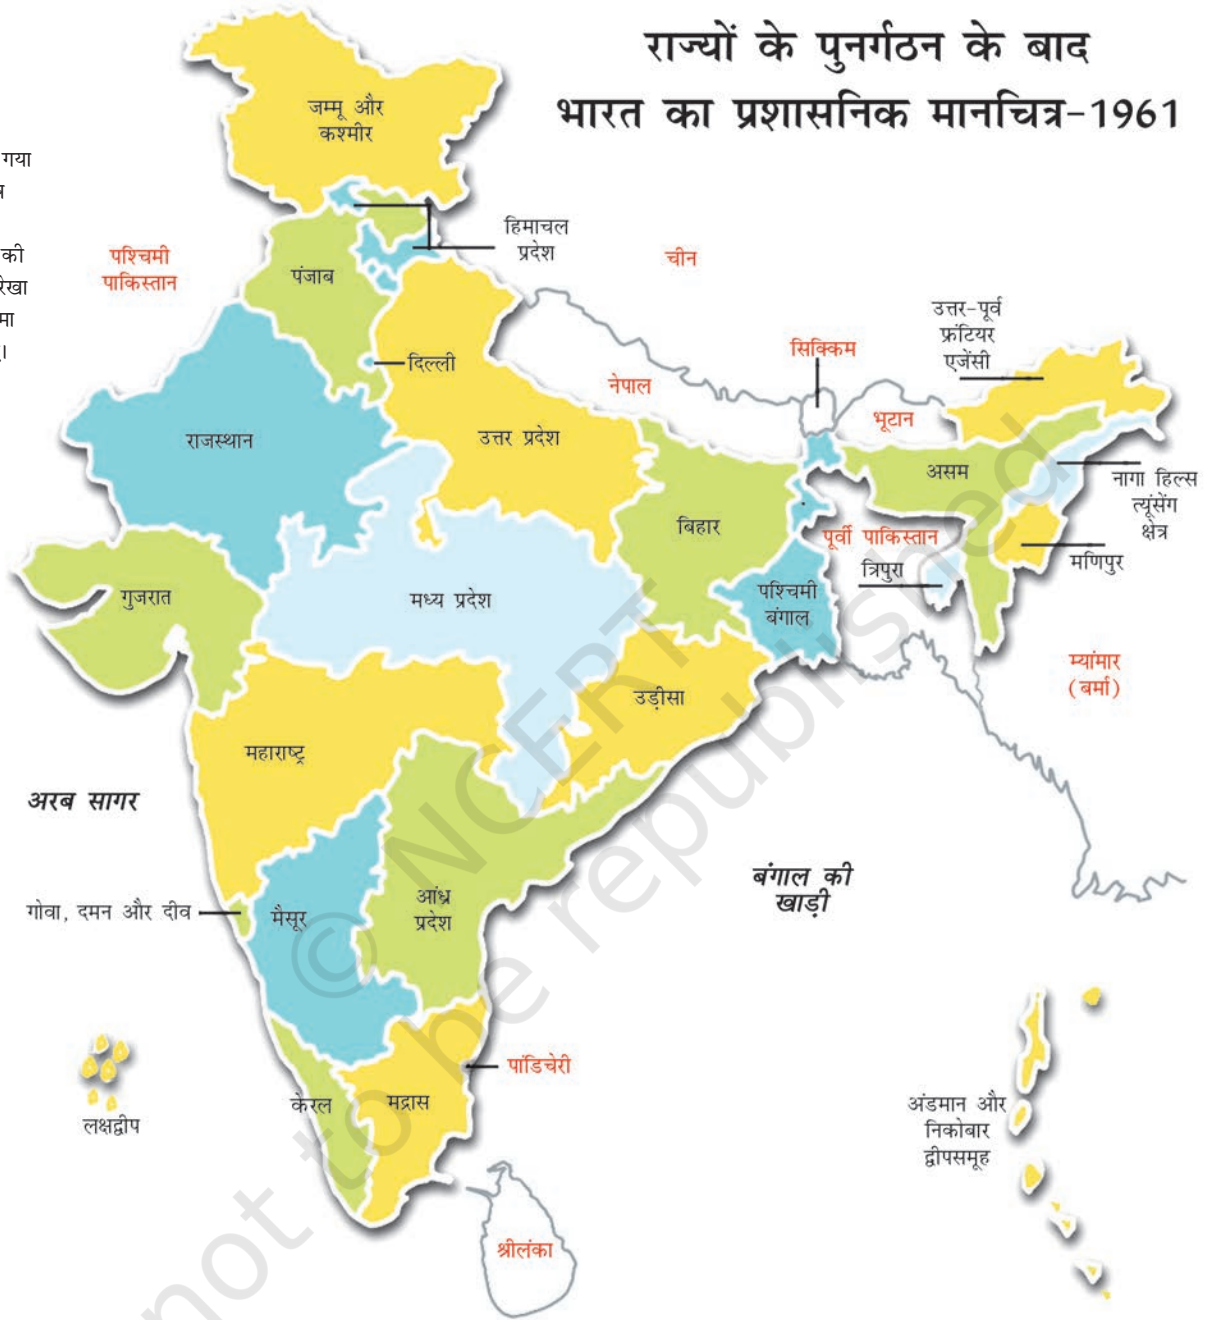 राज्यों के पुनर्गठन के बाद
भारत का प्रशासनिक मानचित्र-1961
गया
की
जम्मू और
कश्मीर
हिमाचल
प्रदेश
पश्चिमी
पाकिस्तान
पंजाब
चीन
दिल्ली
उत्तर-पूर्व
फ्रंटियर
एजेंसी
सिक्किम
नेपाल
भूटान
राजस्थान
उत्तर प्रदेश
असम
नागा हिल्स
त्यूंसेंग
क्षेत्र
बिहार
पूर्वी पाकिस्तान
मणिपुर
त्रिपुरा
गुजरात
मध्य प्रदेश
पश्चिमी
बंगाल
म्यांमार
(बर्मा)
उड़ीसा
महाराष्ट्र
अरब सागर
बंगाल की
खाड़ी
आंध्र
प्रदेश
गोवा, दमन और दीव
मैसूर
पांडिचेरी
लक्षद्वीप
केरल
मद्रास
अंडमान और
निकोबार
द्वीपसमूह
श्रीलंका
© NCERT
not to be republished